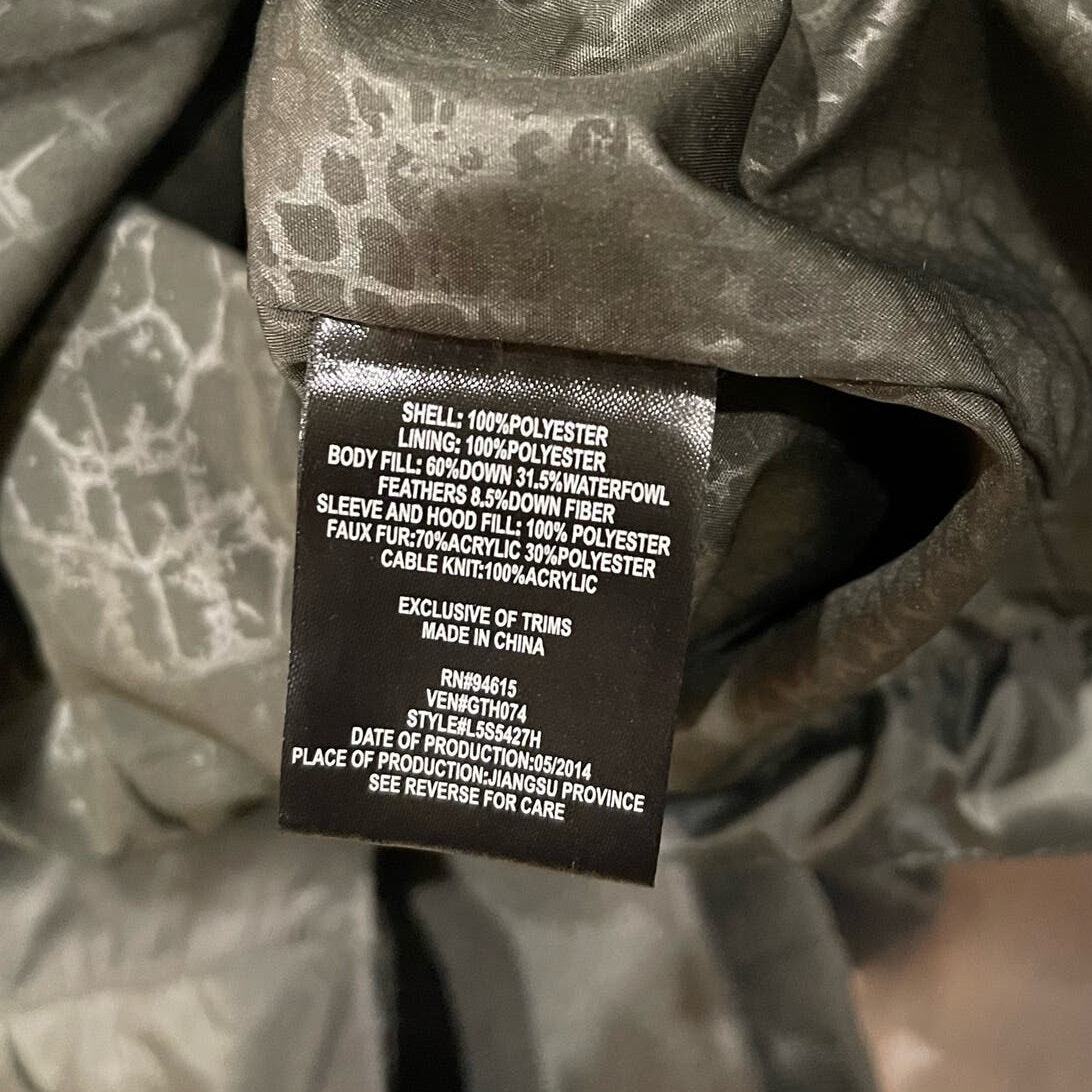 SHELL: 100%POLYESTER
LINING: 100%POLYESTER
BODY FILL: 60%DOWN 31.5%WATERFOWL
FEATHERS 8.5%DOWN FIBER
SLEEVE AND HOOD FILL: 100% POLYESTER
FAUX FUR:70%ACRYLIC 30%POLYESTER
CABLE KNIT:100%ACRYLIC
EXCLUSIVE OF TRIMS
MADE IN CHINA
RN#94615
VEN#GTH074
STYLE#L5S5427H
DATE OF PRODUCTION:05/2014
PLACE OF PRODUCTION:JIANGSU PROVINCE
SEE REVERSE FOR CARE